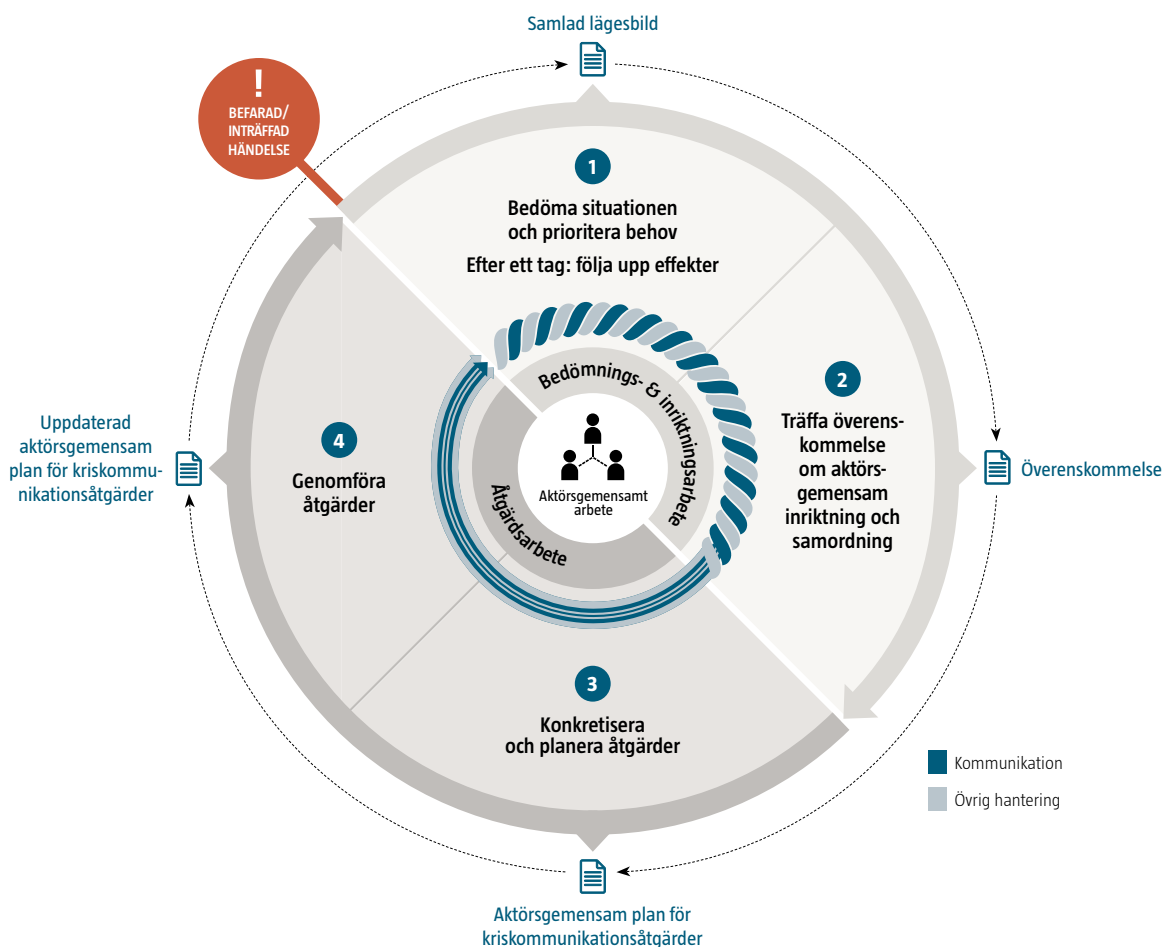 Samlad lägesbild
!
BEFARAD/
INTRÄFFAD
HÄNDELSE
1
Bedöma situationen
och prioritera behov
Efter ett tag: följa upp effekter
2
Träffa överens-
kommelse
om aktörs-
gemensam
inriktning och
samordning
Överenskommelse
Bedömnings- & inriktningsarbete
Aktörsgemensamt
arbete
Åtgärdsarbete
4
Genomföra
åtgärder
Uppdaterad
aktörsgemensam
plan för kriskommu-
nikationsåtgärder
3
Konkretisera
och planera åtgärder
Kommunikation
Övrig hantering
Aktörsgemensam plan för
kriskommunikationsåtgärder